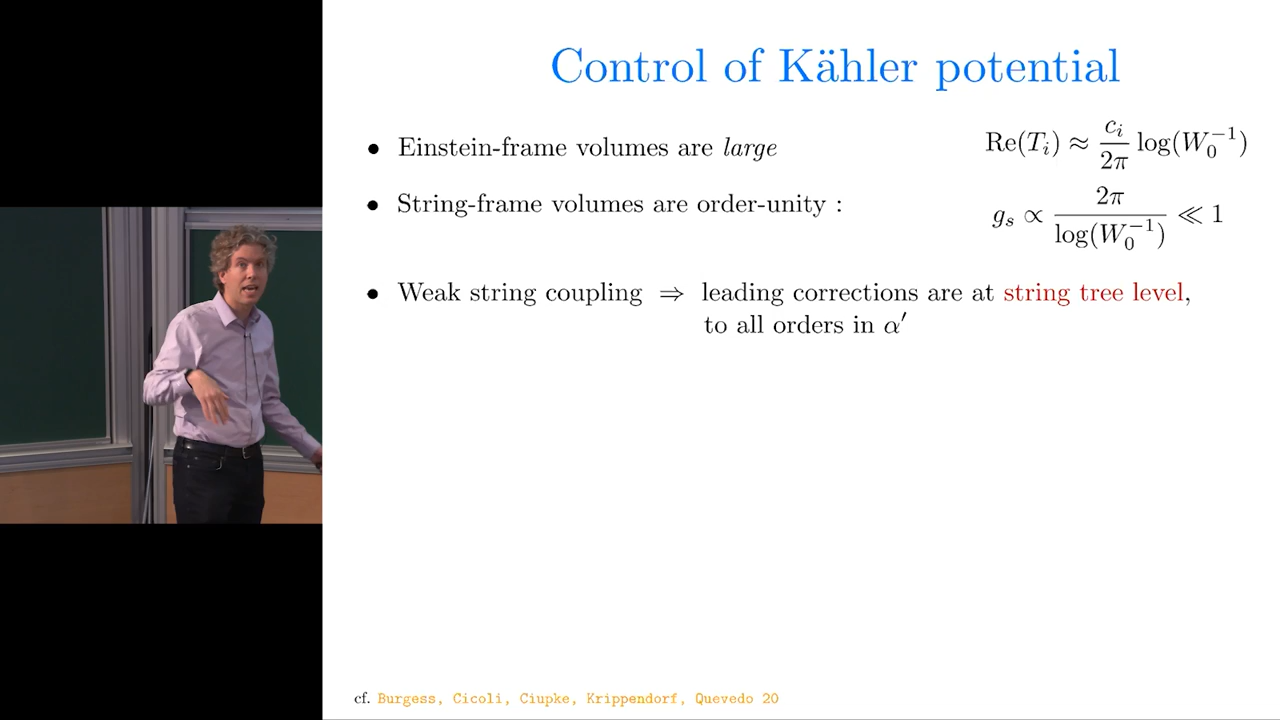 Control of Kähler potential
• Einstein-frame volumes are large
Re(T_i) ≈ c_i/2π log(W_0^{-1})
• String-frame volumes are order-unity :
g_s ∝ 2π/log(W_0^{-1}) ≪ 1
• Weak string coupling ⇒ leading corrections are at string tree level,
to all orders in α′
cf. Burgess, Cicoli, Ciupke, Krippendorf, Quevedo 20